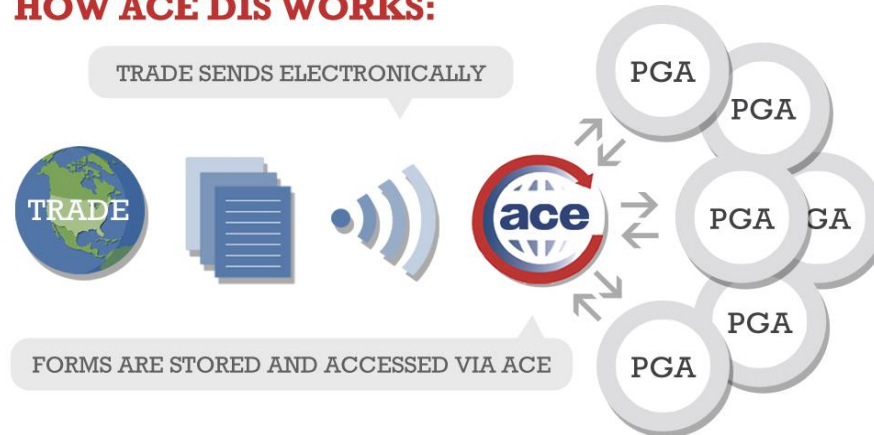 HOW ACE DIS WORKS:
TRADE SENDS ELECTRONICALLY
PGA
PGA
TRADE
ace
PGA
GA
PGA
FORMS ARE STORED AND ACCESSED VIA ACE
PGA